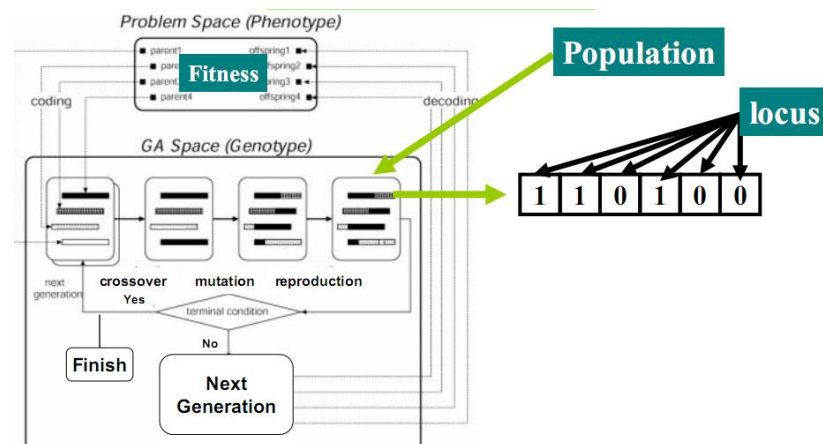 Problem Space (Phenotype)
parent1
offspring1
offspring2
Fitness
offspring3
parent4
offspring4
coding
decoding
Population
locus
GA Space (Genotype)
1 1 0 1 0 0
next
generation
crossover
mutation
reproduction
Yes
terminal condition
No
Finish
Next
Generation